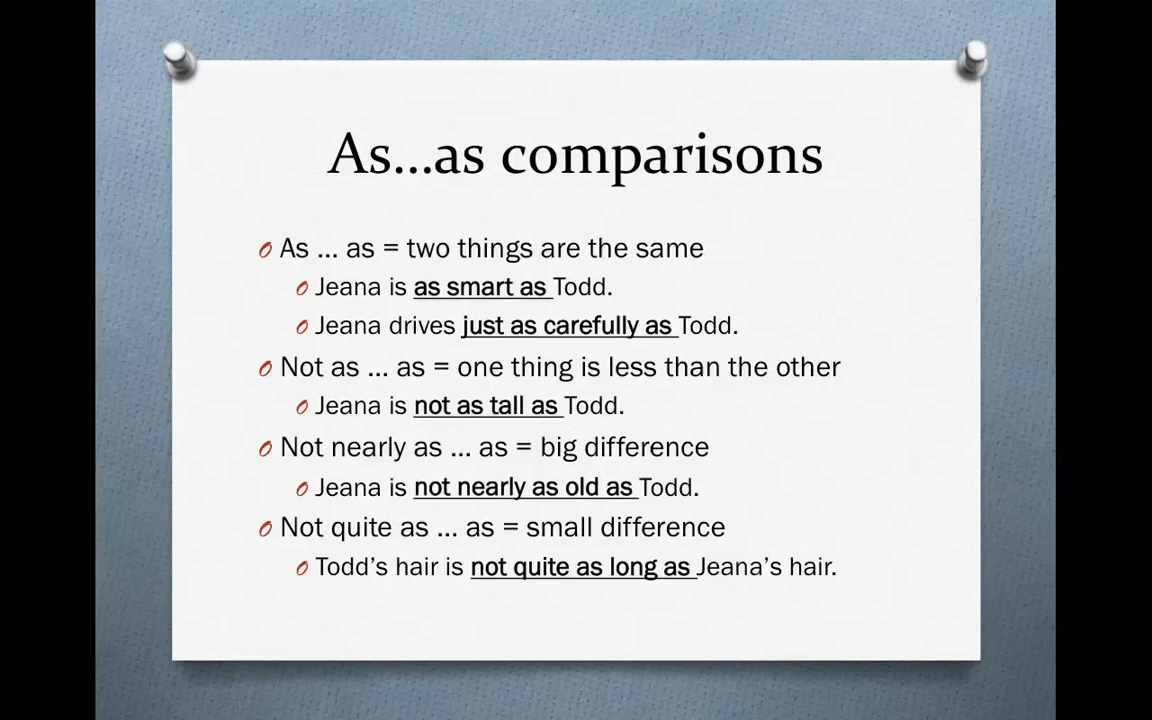 As...as comparisons
As ... as = two things are the same
Jeana is as smart as Todd.
Jeana drives just as carefully as Todd.
Not as ... as = one thing is less than the other
Jeana is not as tall as Todd.
Not nearly as ... as = big difference
Jeana is not nearly as old as Todd.
Not quite as ... as = small difference
Todd’s hair is not quite as long as Jeana’s hair.